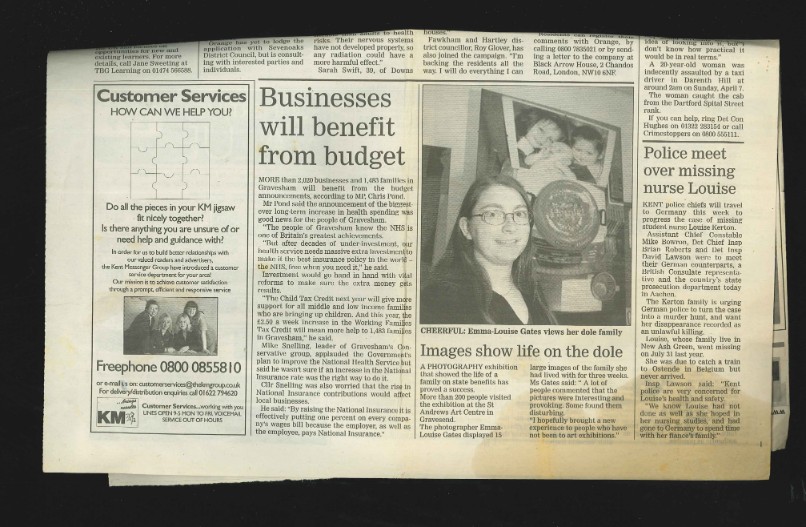 existing learners. For more
details, call Jane Sweeting at
TBG Learning on 01474 566588.
Orange has yet to lodge the
application with Sevenoaks
District Council, but is consult-
ing with interested parties and
individuals.
risks. Their nervous systems
have not developed properly, so
any radiation could have a
more harmful effect."
Sarah Swift, 39, of Downs
Fawkham and Hartley dis-
trict councillor, Roy Glover, has
also joined the campaign. "I'm
backing the residents all the
way. I will do everything I can
comments with Orange, by
calling 0800 7835021 or by send-
ing a letter to the company at
Black Arrow House, 2 Chandos
Road, London, NW10 6NF.
idea of looking into it, but
don't know how practical it
would be in real terms."
A 20-year-old woman was
indecently assaulted by a taxi
driver in Darenth Hill at
around 2am on Sunday, April 7.
The woman caught the cab
from the Dartford Spital Street
rank.
If you can help, ring Det Con
Hughes on 01322 283154 or call
Crimestoppers on 0800 555111.
Customer Services
HOW CAN WE HELP YOU?
Do all the pieces in your KM jigsaw
fit nicely together?
Is there anything you are unsure of or
need help and guidance with?
In order for us to build better relationships with
our valued readers and advertisers,
the Kent Messenger Group have introduced a customer
service department for your area!
Our mission is to achieve customer satisfaction
through a prompt, efficient and responsive service
Freephone 0800 0855810
or e-mail us on: customerservices@thekmgroup.co.uk
For delivery/distribution enquiries call 01622 794620
KM
Customer Services...working with you
LINES OPEN 9-5 MON TO FRI. VOICEMAIL
SERVICE OUT OF HOURS
Businesses
will benefit
from budget
MORE than 2,020 businesses and 1,483 families in
Gravesham will benefit from the budget
announcements, according to MP, Chris Pond.
Mr Pond said the announcement of the biggest-
ever long-term increase in health spending was
good news for the people of Gravesham.
"The people of Gravesham knew the NHS is
one of Britain's greatest achievements.
"But after decades of under-investment, our
health service needs massive extra investment to
make it the best insurance policy in the world –
the NHS, free when you need it," he said.
Investment would go hand in hand with vital
reforms to make sure the extra money gets
results.
"The Child Tax Credit next year will give more
support for all middle and low income families
who are bringing up children. And this year, the
£2.50 a week increase in the Working Families
Tax Credit will mean more help to 1,483 families
in Gravesham," he said.
Mike Snelling, leader of Gravesham's Con-
servative group, applauded the Government's
plan to improve the National Health Service but
said he wasn't sure if an increase in the National
Insurance rate was the right way to do it.
Cllr Snelling was also worried that the rise in
National Insurance contributions would affect
local businesses.
He said: "By raising the National Insurance it is
effectively putting one percent on every compa-
ny's wages bill because the employer, as well as
the employee, pays National Insurance."
CHEERFUL: Emma-Louise Gates views her dole family
Images show life on the dole
A PHOTOGRAPHY exhibition
that showed the life of a
family on state benefits has
proved a success.
More than 200 people visited
the exhibition at the St
Andrews Art Centre in
Gravesend.
The photographer Emma-
Louise Gates displayed 15
large images of the family she
had lived with for three weeks.
Ms Gates said: "A lot of
people commented that the
pictures were interesting and
provoking. Some found them
disturbing.
"I hopefully brought a new
experience to people who have
not been to art exhibitions."
Police meet
over missing
nurse Louise
KENT police chiefs will travel
to Germany this week to
progress the case of missing
student nurse Louise Kerton.
Assistant Chief Constable
Mike Bowron, Det Chief Insp
Brian Roberts and Det Insp
David Lawson were to meet
their German counterparts, a
British Consulate representa-
tive and the country's state
prosecution department today
in Aachen.
The Kerton family is urging
German police to turn the case
into a murder hunt, and want
her disappearance recorded as
an unlawful killing.
Louise, whose family live in
New Ash Green, went missing
on July 31 last year.
She was due to catch a train
to Ostende in Belgium but
never arrived.
Insp Lawson said: "Kent
police are very concerned for
Louise's health and safety.
"We know Louise had not
done as well as she hoped in
her nursing studies, and had
gone to Germany to spend time
with her fiance's family."